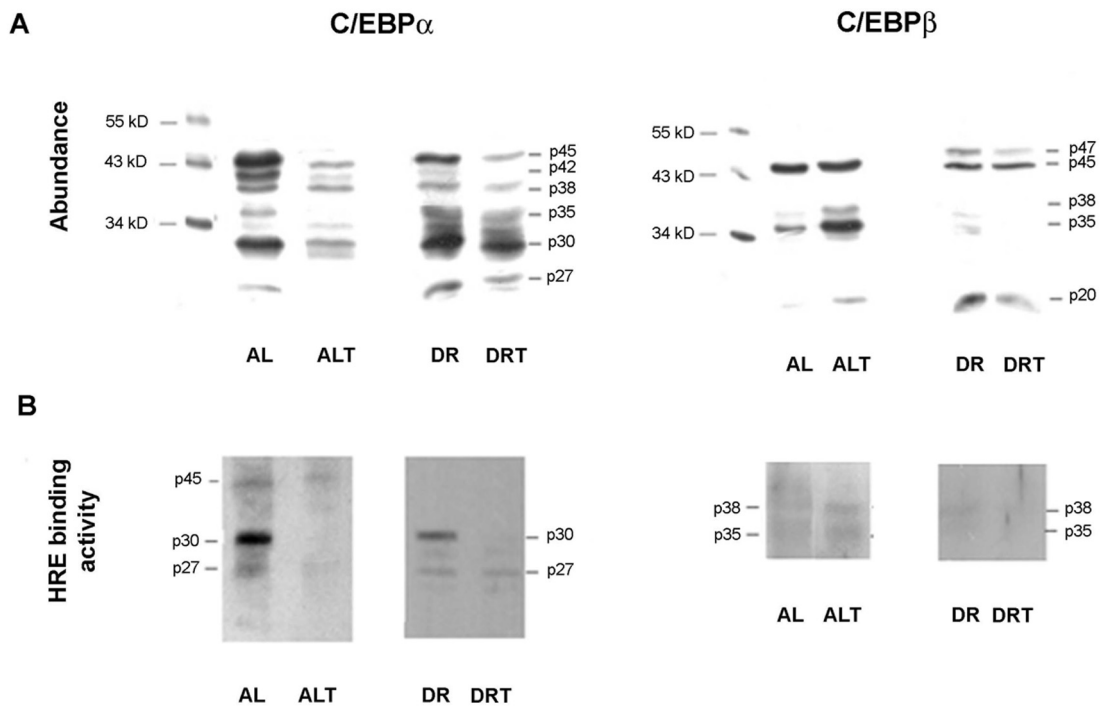 A
C/EBPα
C/EBPβ
Abundance
55 kD
43 kD
34 kD
p45
p42
p38
p35
p30
p27
AL ALT DR DRT
55 kD
43 kD
34 kD
p47
p45
p38
p35
p20
AL ALT DR DRT
B
HRE binding
activity
p45
p30
p27
p30
p27
AL ALT DR DRT
p38
p35
p38
p35
AL ALT DR DRT